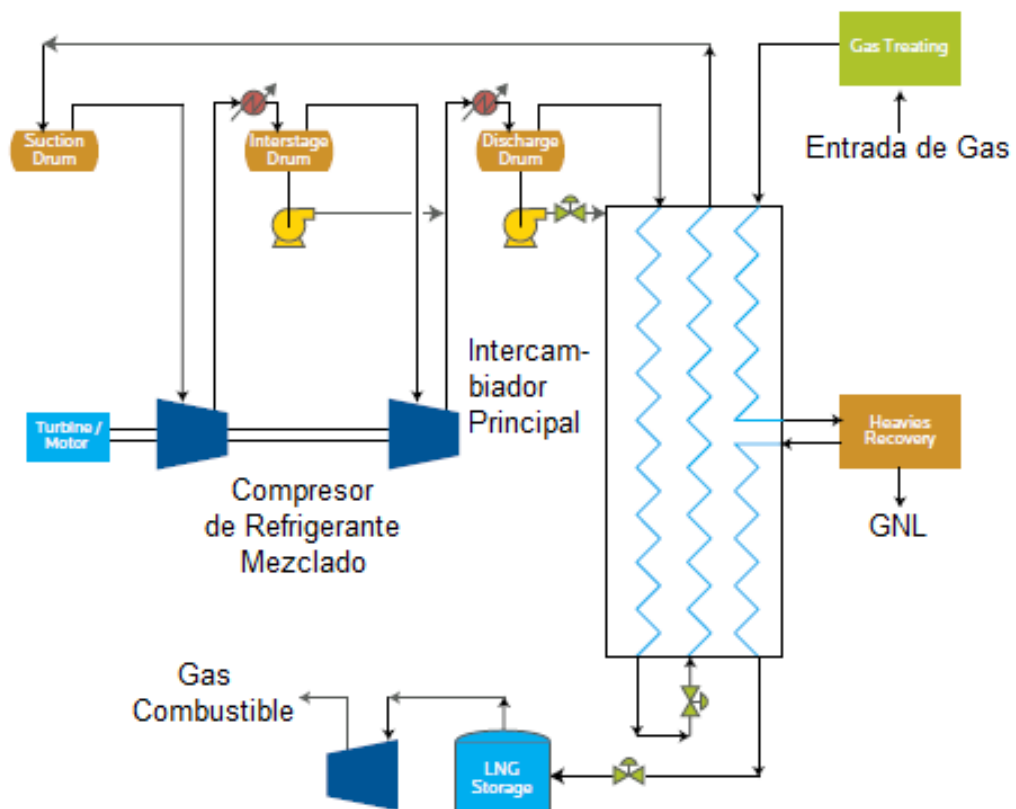 Gas Treating
Entrada de Gas
Suction
Drum
Interstage
Drum
Discharge
Drum
Intercam-
biador
Principal
Turbine /
Motor
Compresor
de Refrigerante
Mezclado
Heavies
Recovery
GNL
Gas
Combustible
LNG
Storage